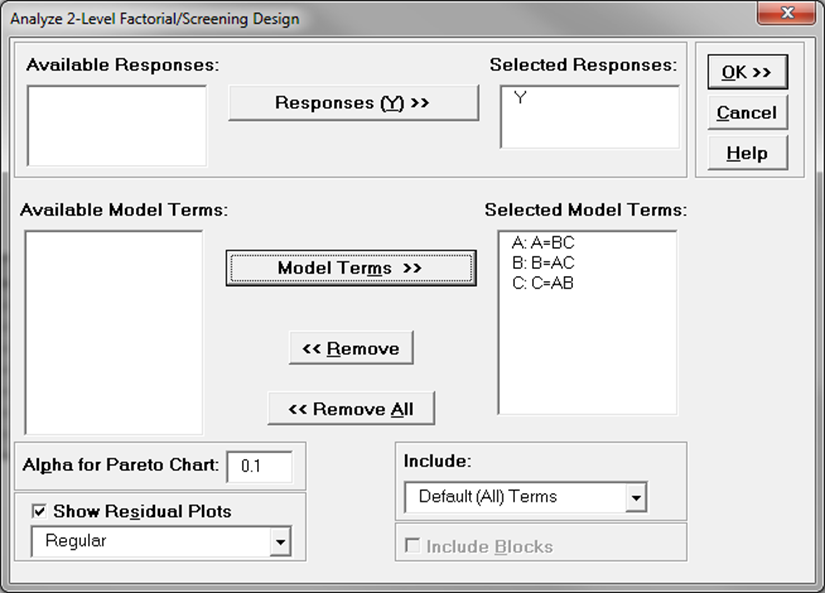 Analyze 2-Level Factorial/Screening Design
Available Responses:
Responses (Y) >>
Selected Responses:
Y
OK >>
Cancel
Help
Available Model Terms:
Model Terms >>
Selected Model Terms:
A: A=BC
B: B=AC
C: C=AB
<< Remove
<< Remove All
Alpha for Pareto Chart: 0.1
Show Residual Plots
Regular
Include:
Default (All) Terms
Include Blocks